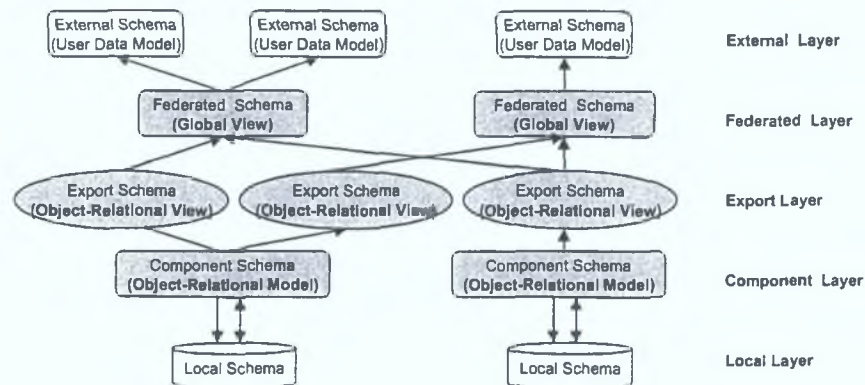 External Schema
(User Data Model)
External Schema
(User Data Model)
External Schema
(User Data Model)
External Layer
Federated Schema
(Global View)
Federated Schema
(Global View)
Federated Layer
Export Schema
(Object-Relational View)
Export Schema
(Object-Relational View)
Export Schema
(Object-Relational View)
Export Layer
Component Schema
(Object-Relational Model)
Component Schema
(Object-Relational Model)
Component Layer
Local Schema
Local Schema
Local Layer